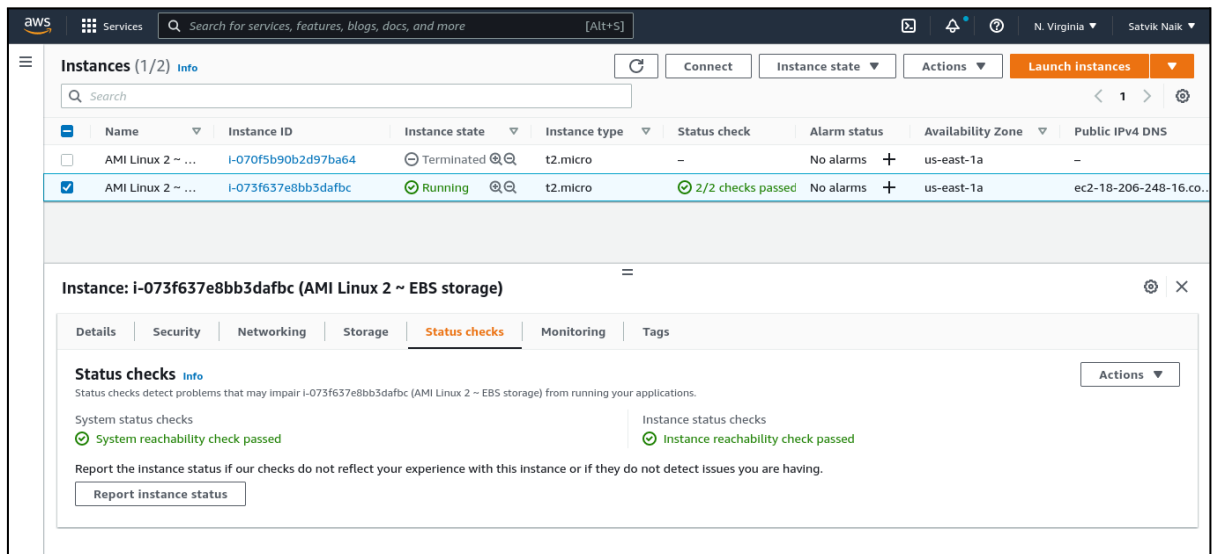 aws Services Search for services, features, blogs, docs, and more [Alt+S] N. Virginia ▼ Satvik Naik ▼
Instances (1/2) Info Connect Instance state ▼ Actions ▼ Launch instances ▼
Search < 1 >
Name Instance ID Instance state Instance type Status check Alarm status Availability Zone Public IPv4 DNS
AMI Linux 2 ~ ... i-070f5b90b2d97ba64 Terminated t2.micro – No alarms + us-east-1a –
AMI Linux 2 ~ ... i-073f637e8bb3dafbc Running t2.micro 2/2 checks passed No alarms + us-east-1a ec2-18-206-248-16.co...
Instance: i-073f637e8bb3dafbc (AMI Linux 2 ~ EBS storage)
Details Security Networking Storage Status checks Monitoring Tags
Status checks Info Actions ▼
Status checks detect problems that may impair i-073f637e8bb3dafbc (AMI Linux 2 ~ EBS storage) from running your applications.
System status checks Instance status checks
System reachability check passed Instance reachability check passed
Report the instance status if our checks do not reflect your experience with this instance or if they do not detect issues you are having.
Report instance status